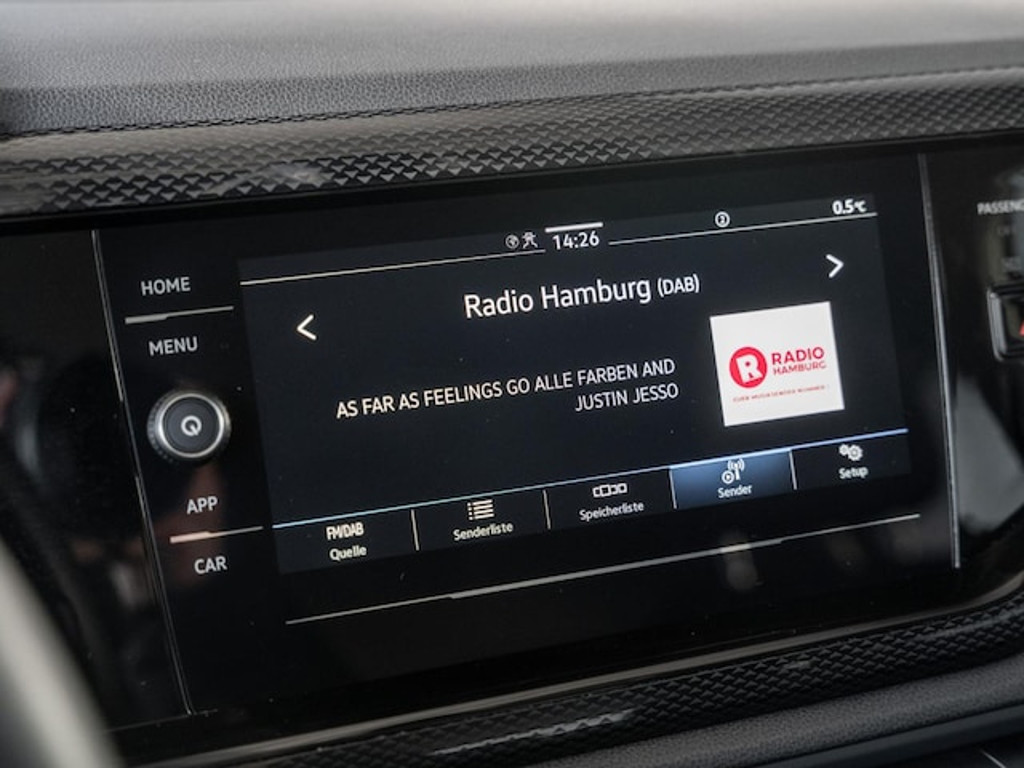 PASSENG
0.5°C
14:26
HOME
Radio Hamburg (DAB)
MENU
RADIO
HAMBURG
AS FAR AS FEELINGS GO ALLE FARBEN AND
JUSTIN JESSO
APP
CAR
FM/DAB
Quelle
Senderliste
Speicherliste
Sender
Setup